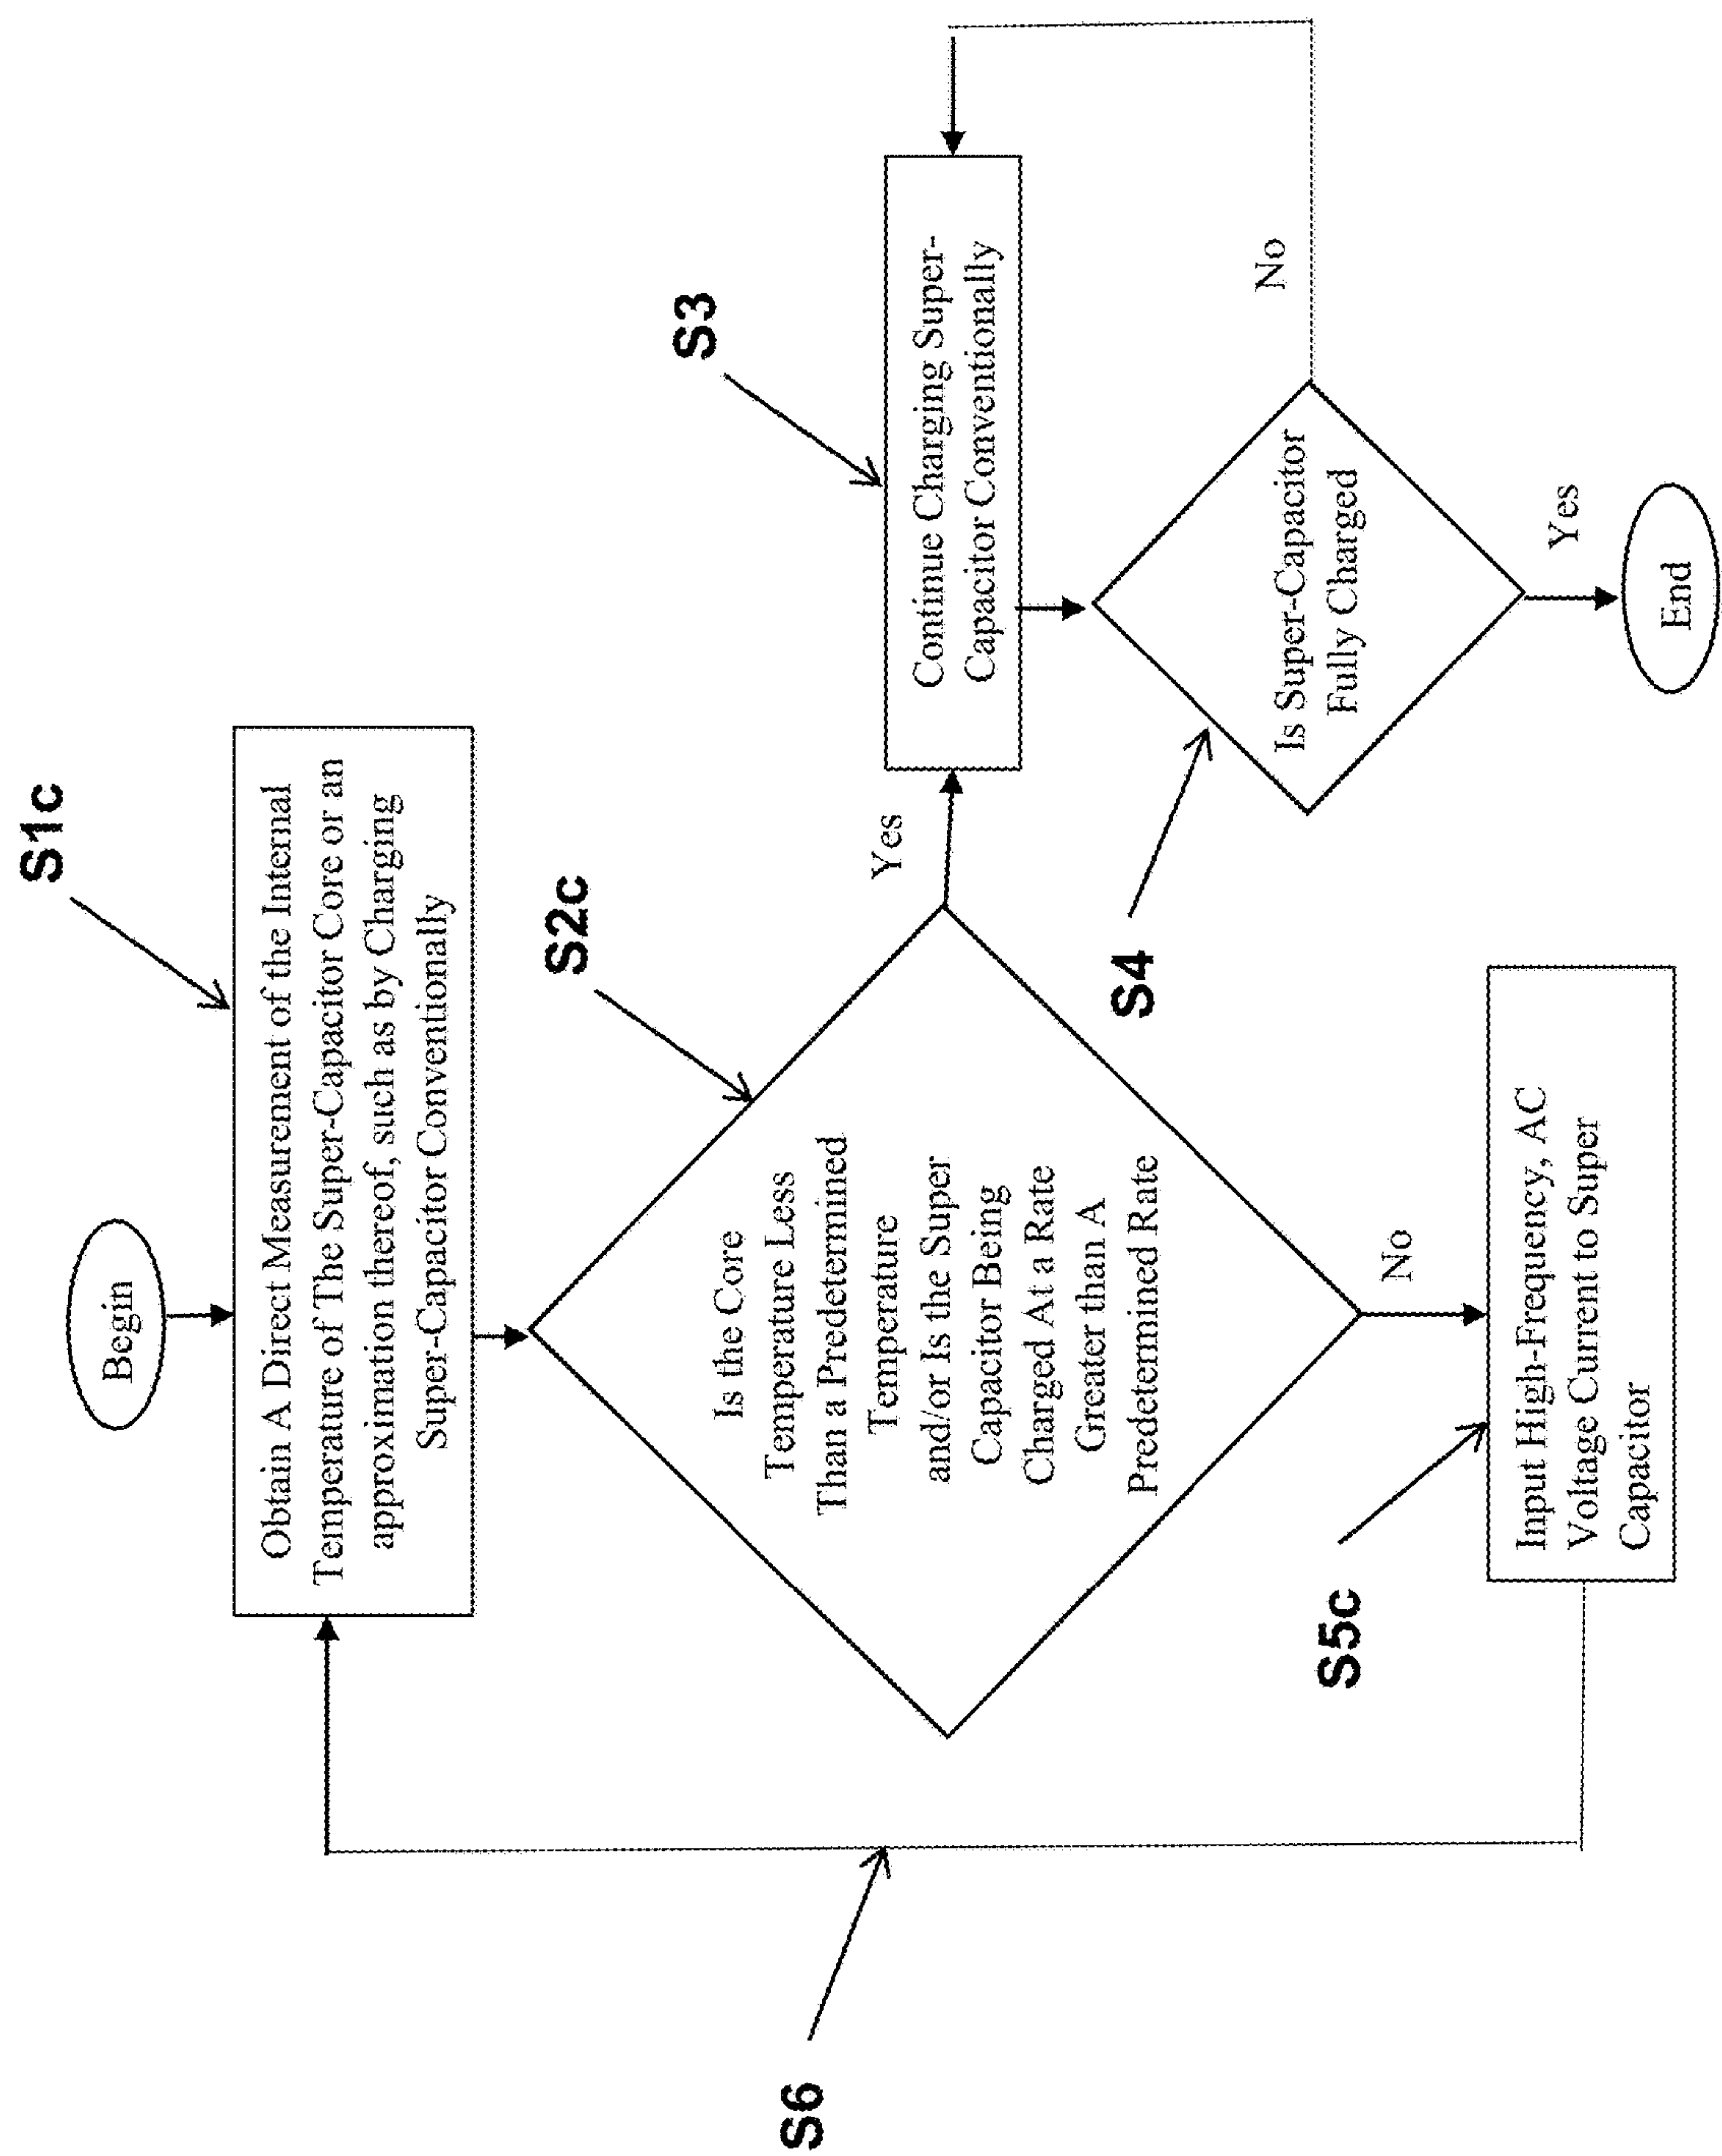 Begin
S1c
Obtain A Direct Measurement of the Internal
Temperature of The Super-Capacitor Core or an
approximation thereof, such as by Charging
Super-Capacitor Conventionally
S2c
Is the Core
Temperature Less
Than a Predetermined
Temperature
and/or Is the Super
Capacitor Being
Charged At a Rate
Greater than A
Predetermined Rate
Yes
S3
Continue Charging Super-
Capacitor Conventionally
S4
Is Super-Capacitor
Fully Charged
No
Yes
End
No
S5c
Input High-Frequency, AC
Voltage Current to Super
Capacitor
S6